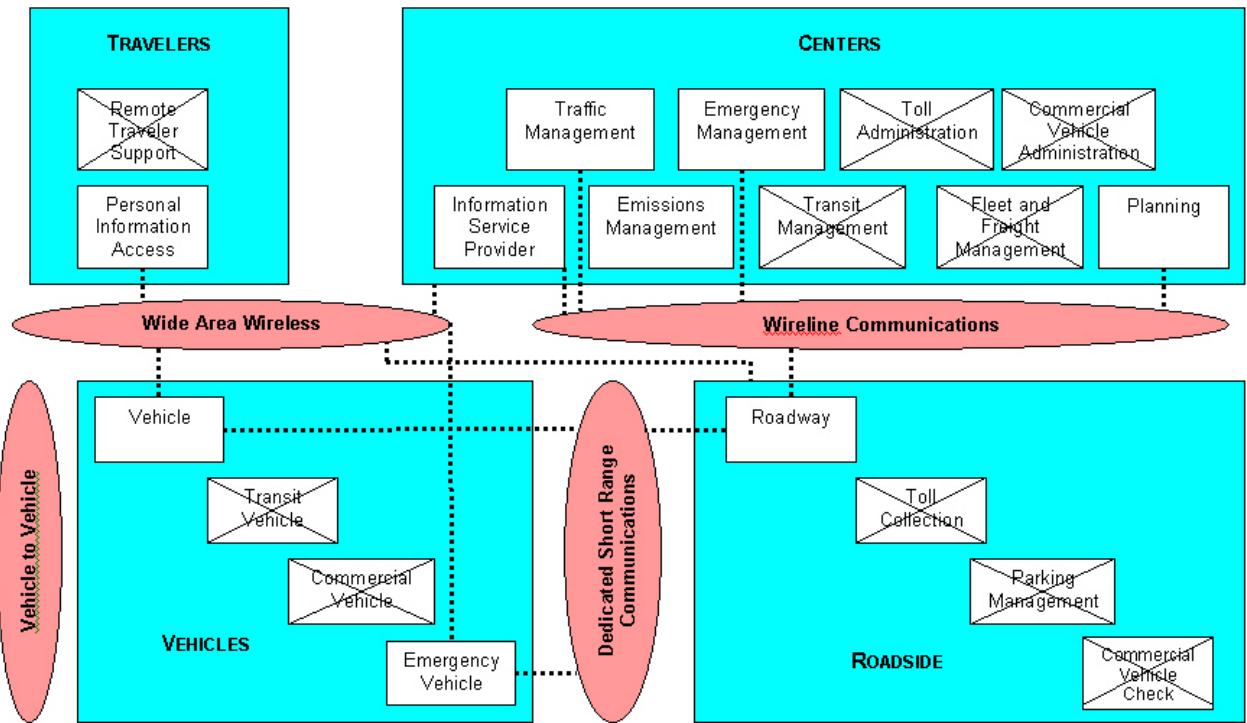 TRAVELERS
Remote
Traveler
Support
Personal
Information
Access
CENTERS
Traffic
Management
Emergency
Management
Toll
Administration
Commercial
Vehicle
Administration
Information
Service
Provider
Emissions
Management
Transit
Management
Fleet and
Freight
Management
Planning
Wide Area Wireless
Wireline Communications
Vehicle to Vehicle
Vehicle
Transit
Vehicle
Commercial
Vehicle
Emergency
Vehicle
VEHICLES
Dedicated Short Range
Communications
Roadway
Toll
Collection
Parking
Management
Commercial
Vehicle
Check
ROADSIDE